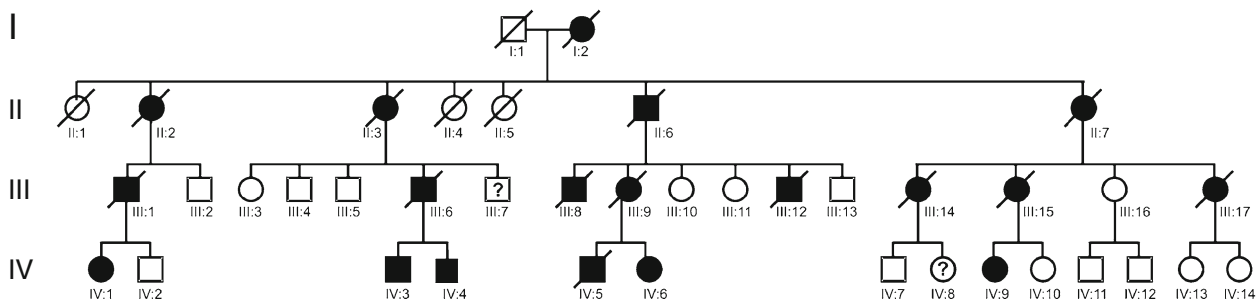 I
I:1 I:2
II
II:1 II:2 II:3 II:4 II:5 II:6 II:7
?
III
III:1 III:2 III:3 III:4 III:5 III:6 III:7 III:8 III:9 III:10 III:11 III:12 III:13 III:14 III:15 III:16 III:17
?
IV
IV:1 IV:2 IV:3 IV:4 IV:5 IV:6 IV:7 IV:8 IV:9 IV:10 IV:11 IV:12 IV:13 IV:14